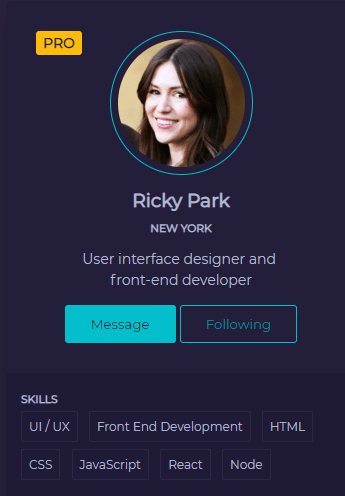 PRO
Ricky Park
NEW YORK
User interface designer and
front-end developer
Message Following
SKILLS
UI / UX Front End Development HTML
CSS JavaScript React Node